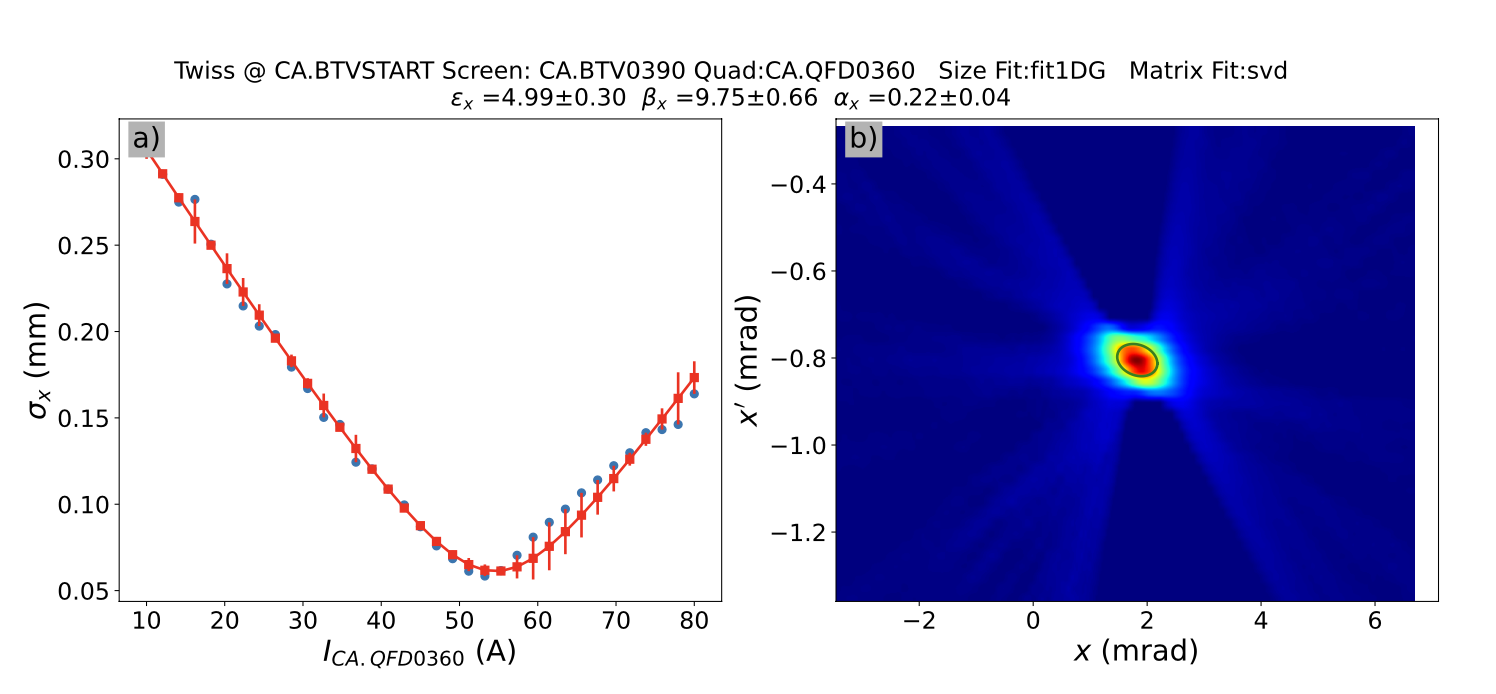 Twiss @ CA.BTVSTART Screen: CA.BTV0390 Quad:CA.QFD0360 Size Fit:fit1DG Matrix Fit:svd
εx =4.99±0.30 βx =9.75±0.66 αx =0.22±0.04
a)
0.30
0.25
0.20
0.15
0.10
0.05
σx (mm)
10 20 30 40 50 60 70 80
ICA.QFD0360 (A)
b)
−0.4
−0.6
−0.8
−1.0
−1.2
x′ (mrad)
−2 0 2 4 6
x (mrad)